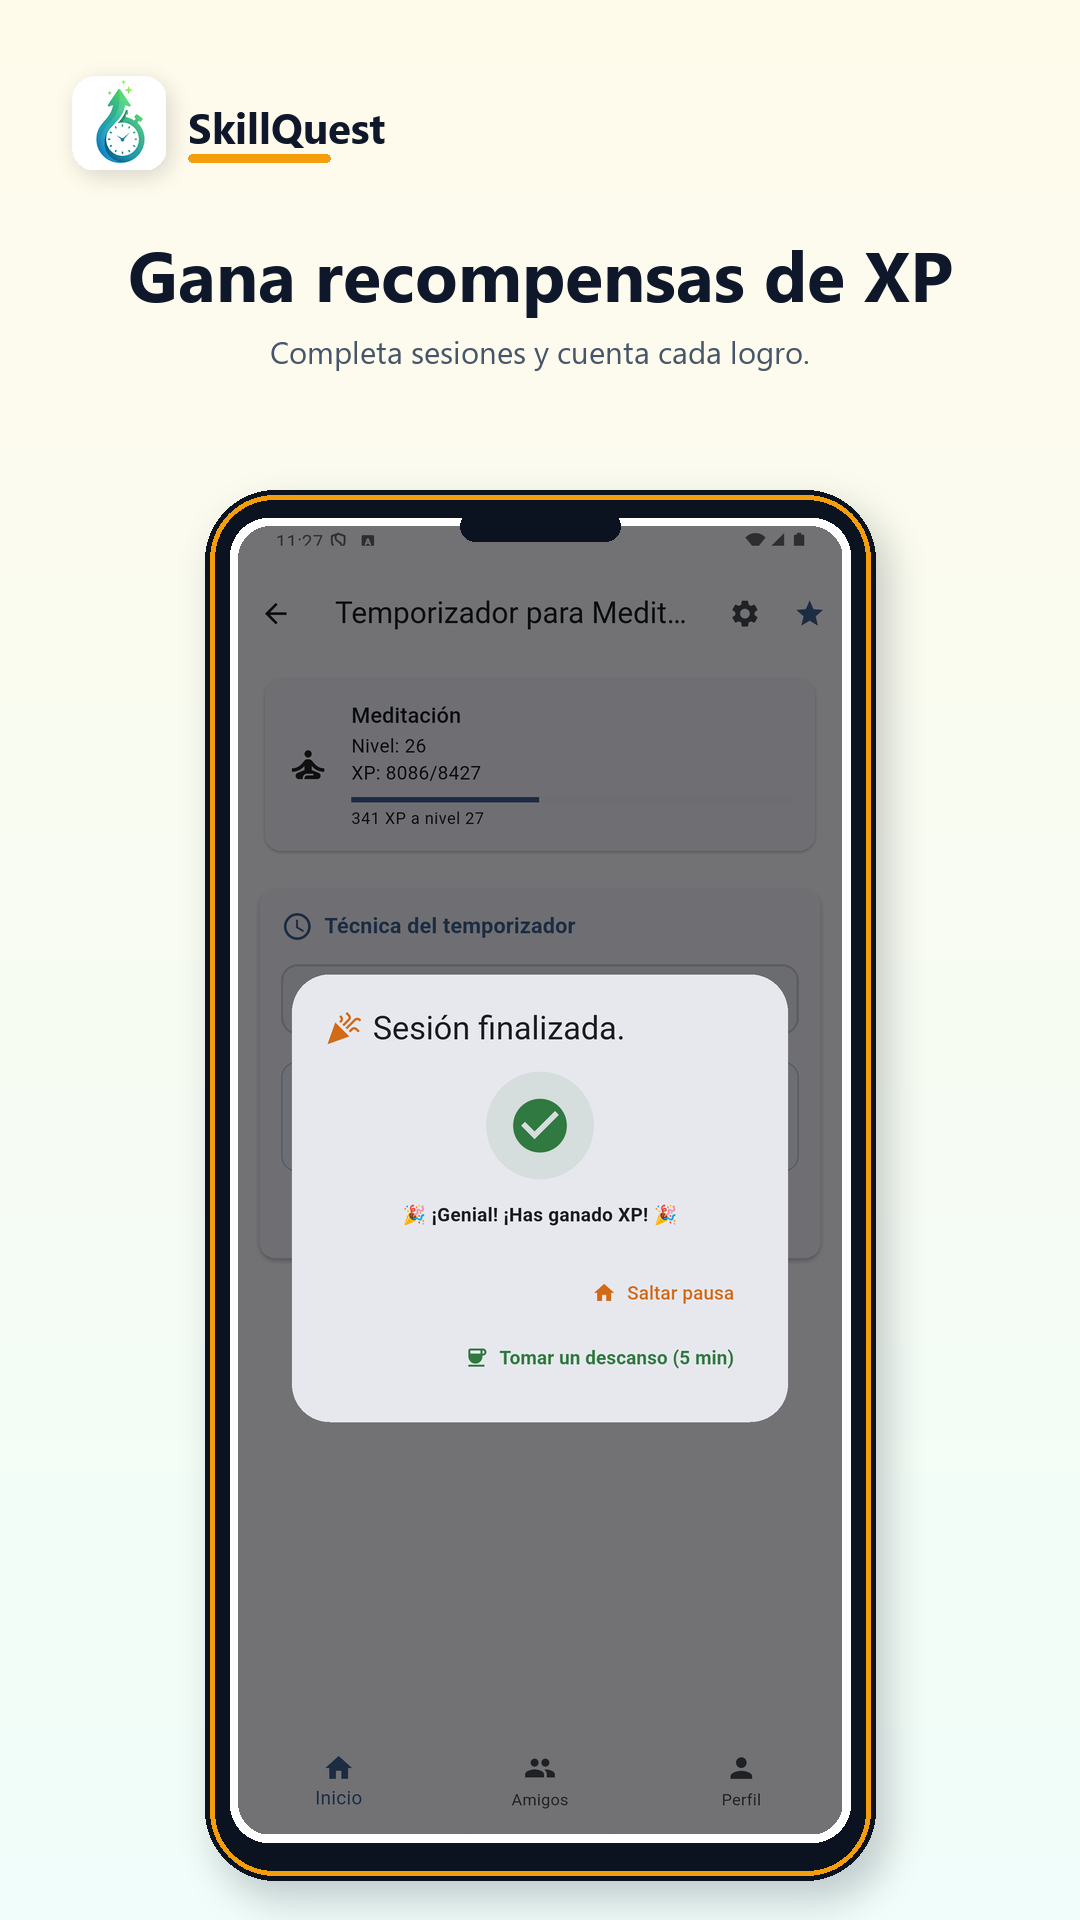 SkillQuest
Gana recompensas de XP
Completa sesiones y cuenta cada logro.
11:27
Temporizador para Medit...
Meditación
Nivel: 26
XP: 8086/8427
341 XP a nivel 27
Técnica del temporizador
Sesión finalizada.
🎉 ¡Genial! ¡Has ganado XP! 🎉
Saltar pausa
Tomar un descanso (5 min)
Inicio
Amigos
Perfil